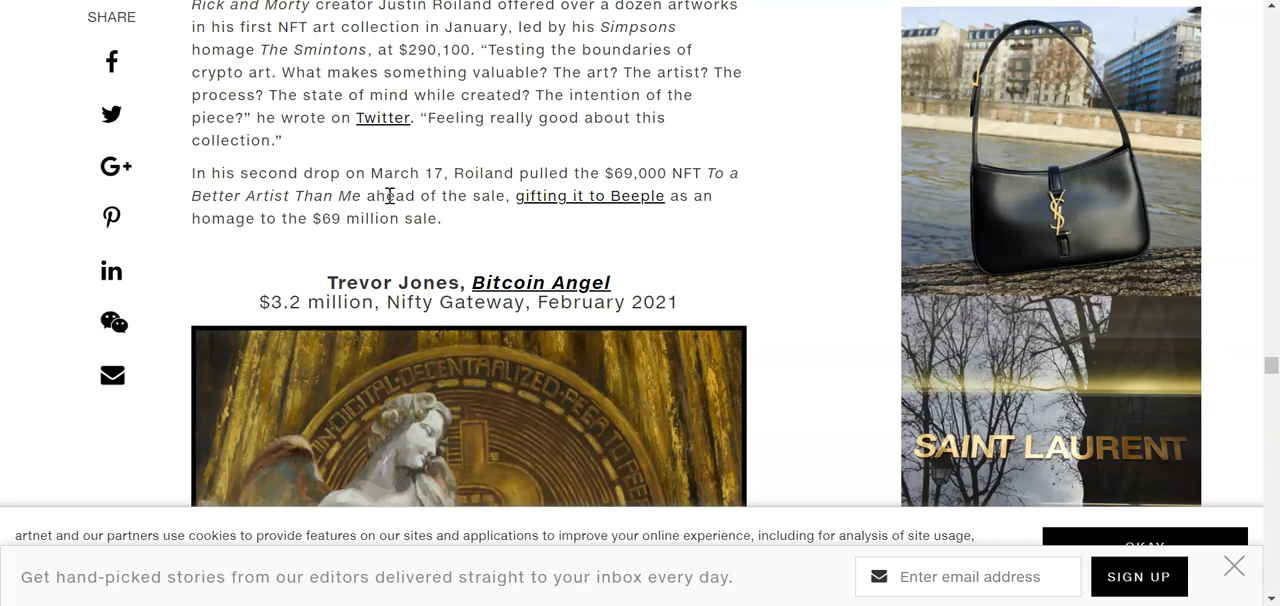 SHARE
Rick and Morty creator Justin Roiland offered over a dozen artworks
in his first NFT art collection in January, led by his Simpsons
homage The Smintons, at $290,100. “Testing the boundaries of
crypto art. What makes something valuable? The art? The artist? The
process? The state of mind while created? The intention of the
piece?” he wrote on Twitter. “Feeling really good about this
collection.”
In his second drop on March 17, Roiland pulled the $69,000 NFT To a
Better Artist Than Me ahead of the sale, gifting it to Beeple as an
homage to the $69 million sale.
Trevor Jones, Bitcoin Angel
$3.2 million, Nifty Gateway, February 2021
DIGITAL·DECENTRALIZED·PEER TO PEE
YSL
SAINT LAURENT
artnet and our partners use cookies to provide features on our sites and applications to improve your online experience, including for analysis of site usage,
OKAY
Get hand-picked stories from our editors delivered straight to your inbox every day.
Enter email address
SIGN UP